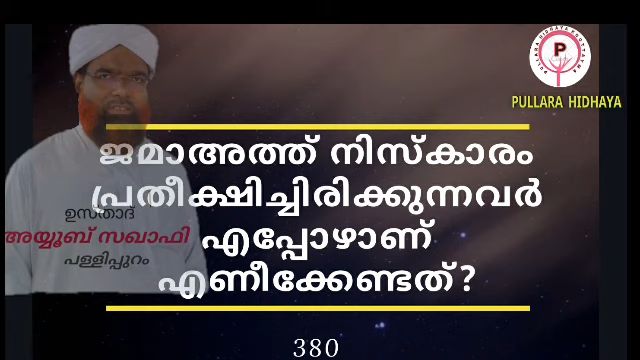 PULLARA HIDHAYA
ജമാഅത്ത് നിസ്കാരം
പ്രതീക്ഷിച്ചിരിക്കുന്നവർ
എപ്പോഴാണ്
എണീക്കേണ്ടത്?
ഉസ്താദ്
അയ്യൂബ് സഖാഫി
പള്ളിപ്പുറം
380